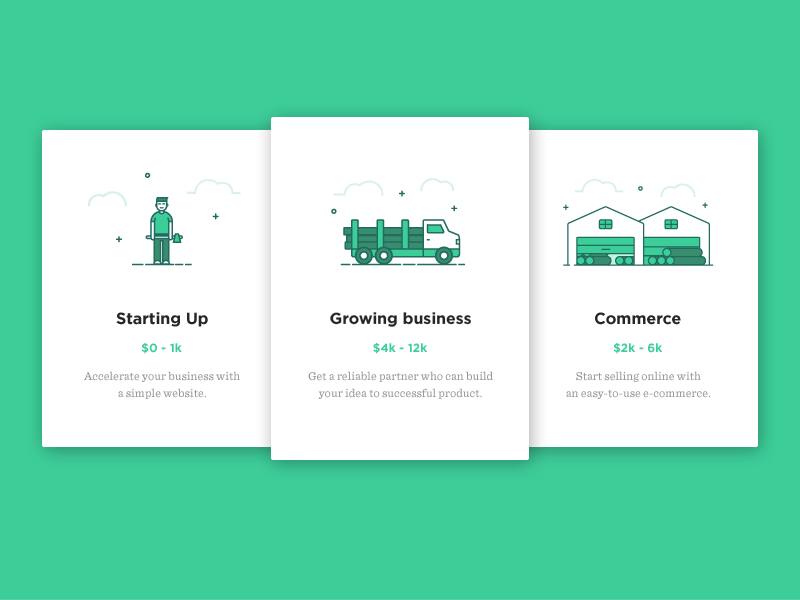 Starting Up
$0 - 1k
Accelerate your business with
a simple website.
Growing business
$4k - 12k
Get a reliable partner who can build
your idea to successful product.
Commerce
$2k - 6k
Start selling online with
an easy-to-use e-commerce.